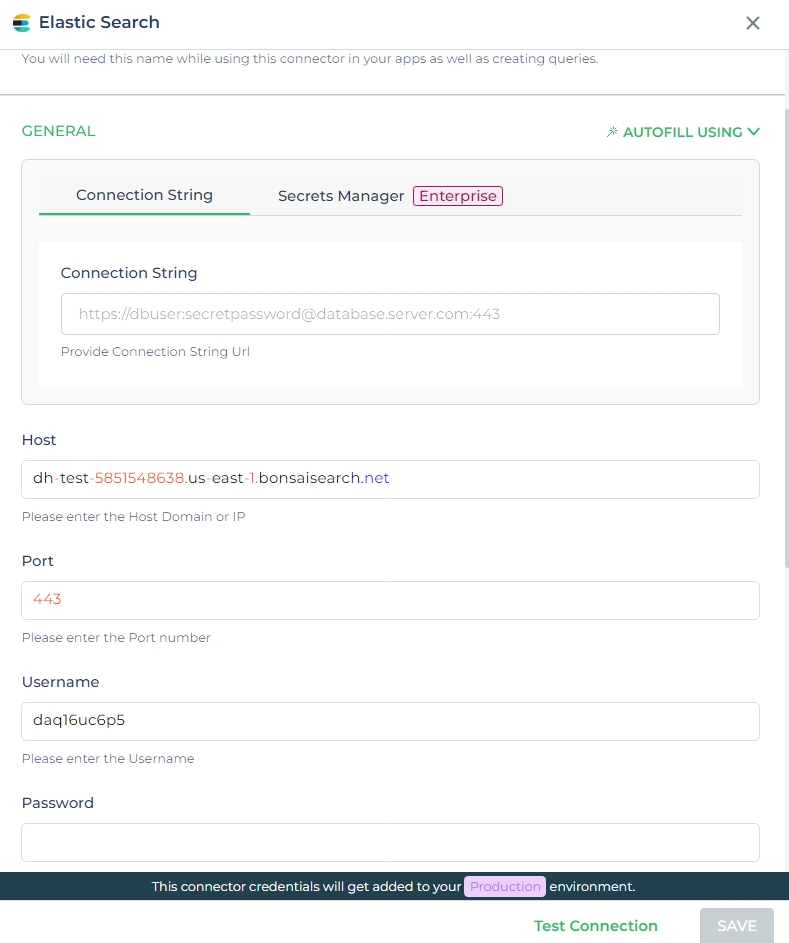 Elastic Search
You will need this name while using this connector in your apps as well as creating queries.
GENERAL
AUTOFILL USING
Connection String
Secrets Manager Enterprise
Connection String
https://dbuser:secretpassword@database.server.com:443
Provide Connection String Url
Host
dh-test-5851548638.us-east-1.bonsaisearch.net
Please enter the Host Domain or IP
Port
443
Please enter the Port number
Username
daq16uc6p5
Please enter the Username
Password
This connector credentials will get added to your Production environment.
Test Connection
SAVE